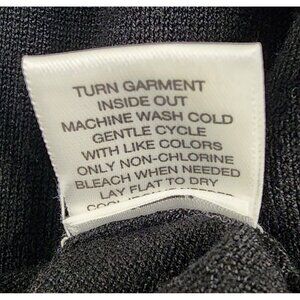 TURN GARMENT
INSIDE OUT
MACHINE WASH COLD
GENTLE CYCLE
WITH LIKE COLORS
ONLY NON-CHLORINE
BLEACH WHEN NEEDED
LAY FLAT TO DRY